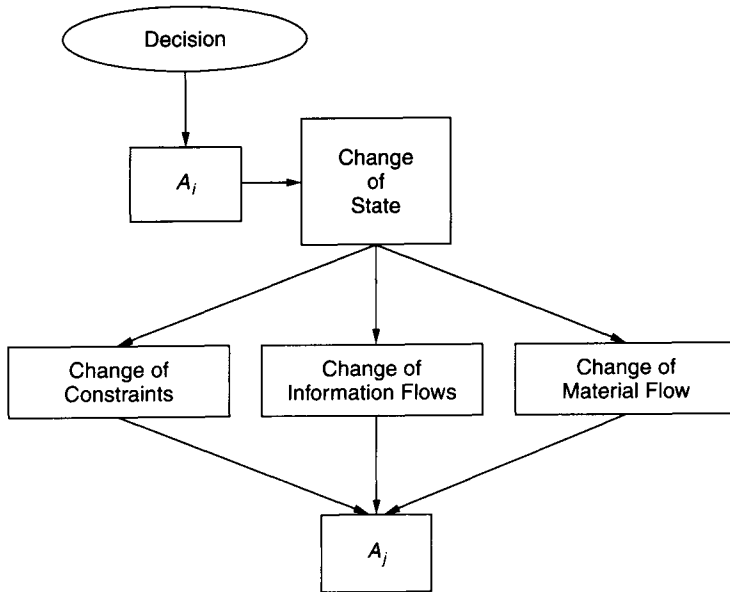 Decision
A_i
Change
of
State
Change of
Constraints
Change of
Information Flows
Change of
Material Flow
A_j